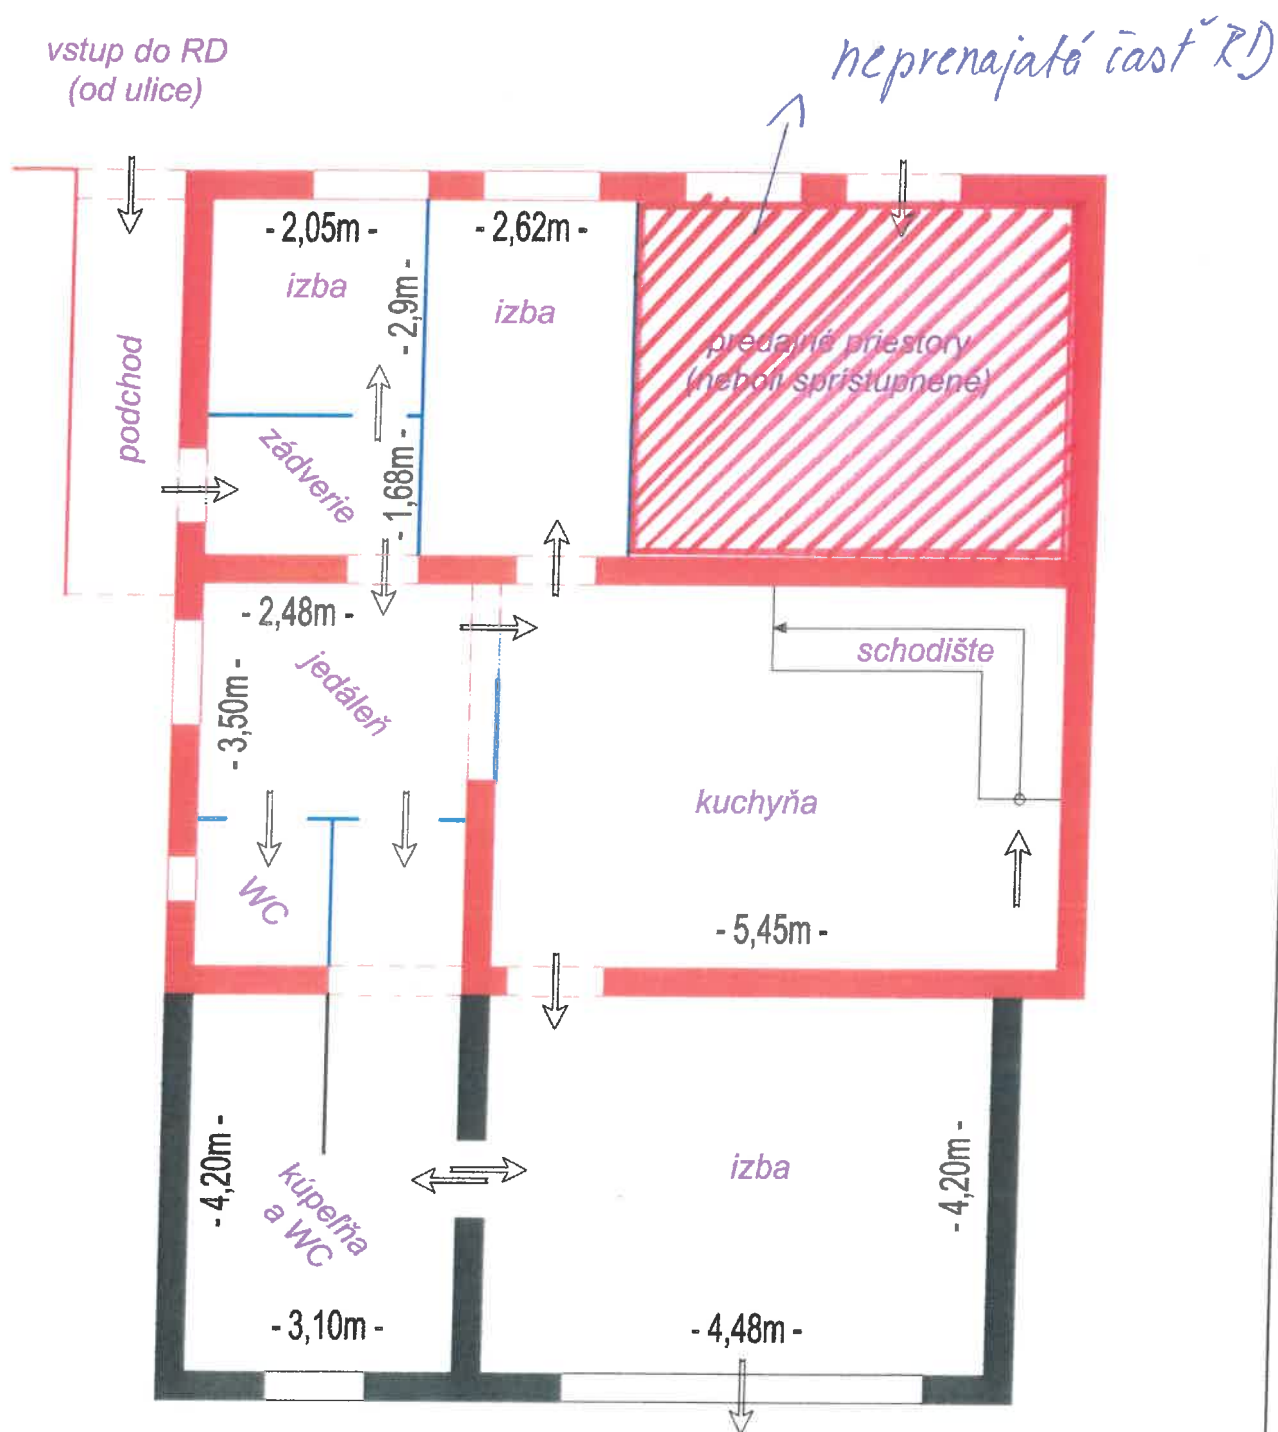 vstup do RD
(od ulice)
neprenajatá časť RD
- 2,05m -
- 2,62m -
izba
- 2,9m -
izba
podchod
predajné priestory
(neboli sprístupnené)
zádverie
- 1,68m -
- 2,48m -
jedáleň
- 3,50m -
schodište
kuchyňa
WC
- 5,45m -
- 4,20m -
kúpeľňa
a WC
izba
- 4,20m -
- 3,10m -
- 4,48m -